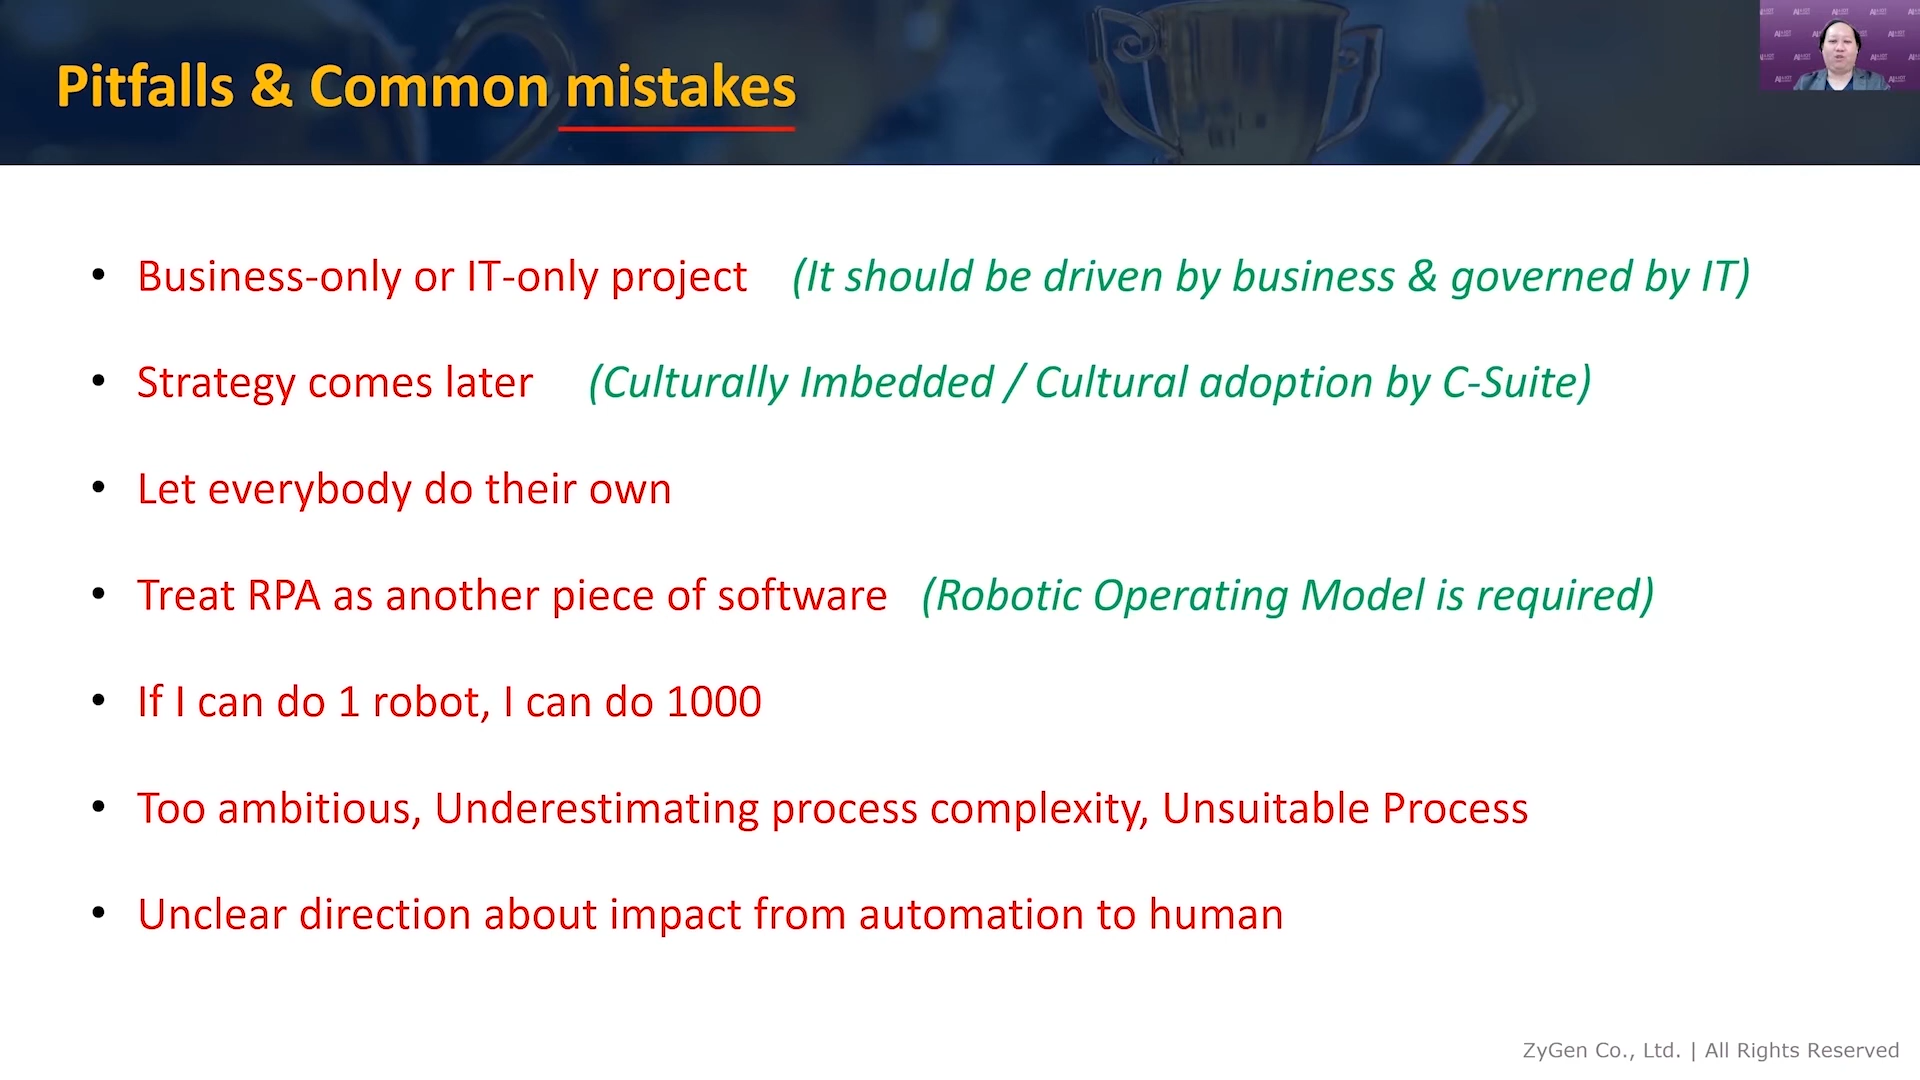 Pitfalls & Common mistakes
• Business-only or IT-only project (It should be driven by business & governed by IT)
• Strategy comes later (Culturally Imbedded / Cultural adoption by C-Suite)
• Let everybody do their own
• Treat RPA as another piece of software (Robotic Operating Model is required)
• If I can do 1 robot, I can do 1000
• Too ambitious, Underestimating process complexity, Unsuitable Process
• Unclear direction about impact from automation to human
ZyGen Co., Ltd. | All Rights Reserved